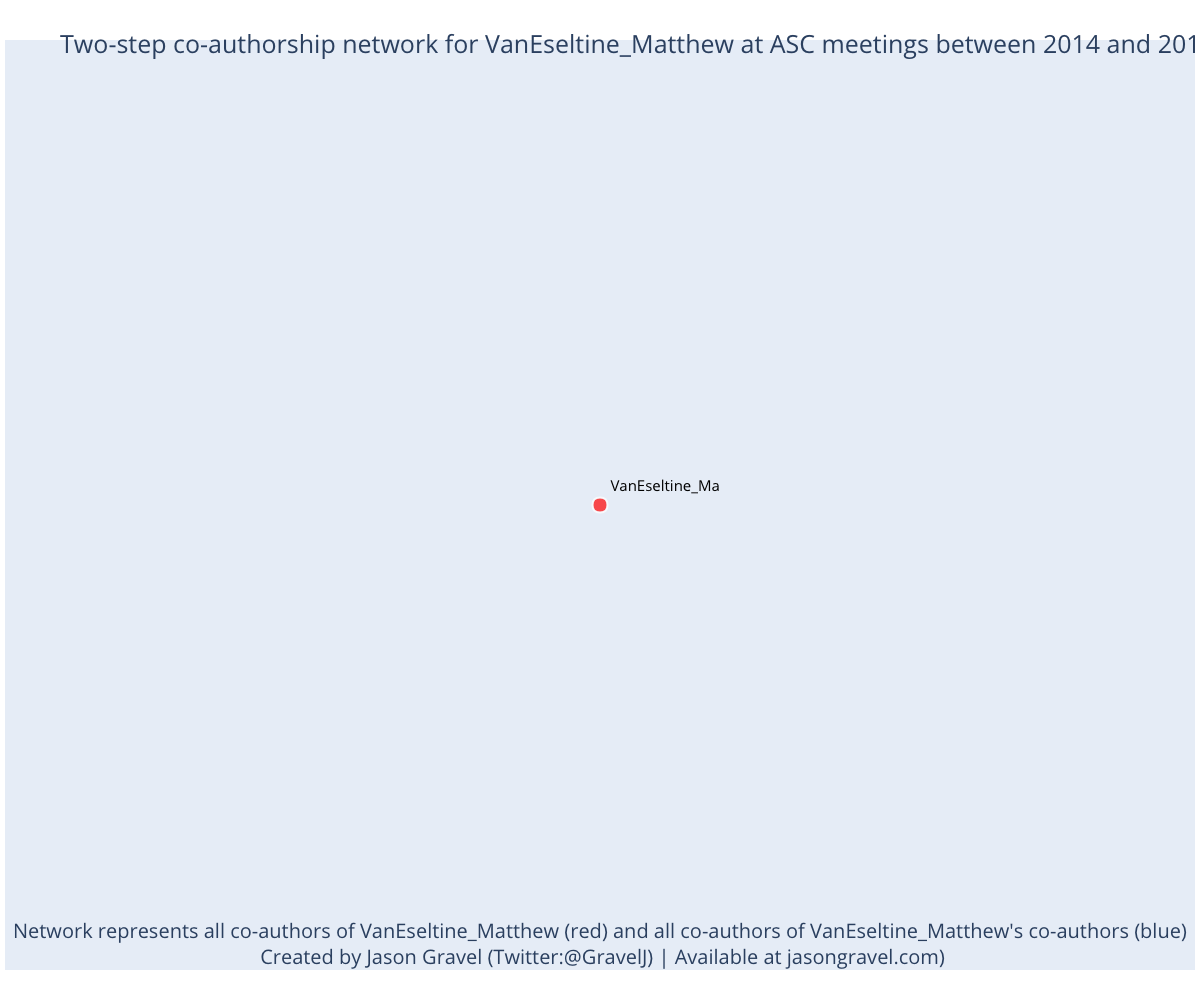 Two-step co-authorship network for VanEseltine_Matthew at ASC meetings between 2014 and 201
VanEseltine_Ma
Network represents all co-authors of VanEseltine_Matthew (red) and all co-authors of VanEseltine_Matthew's co-authors (blue)
Created by Jason Gravel (Twitter:@GravelJ) | Available at jasongravel.com)